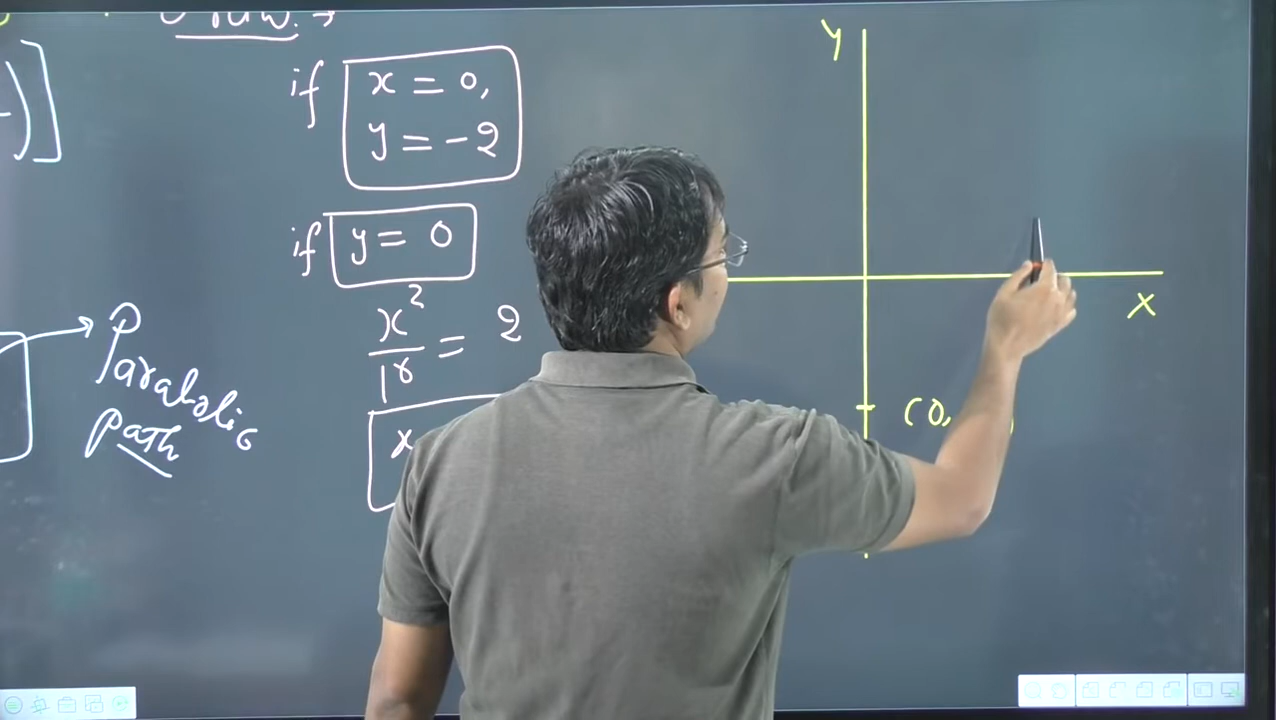 if x = 0,
y = -2
if y = 0
x²/18 = 2
x
Parabolic
Path
y
x
(0,
)]